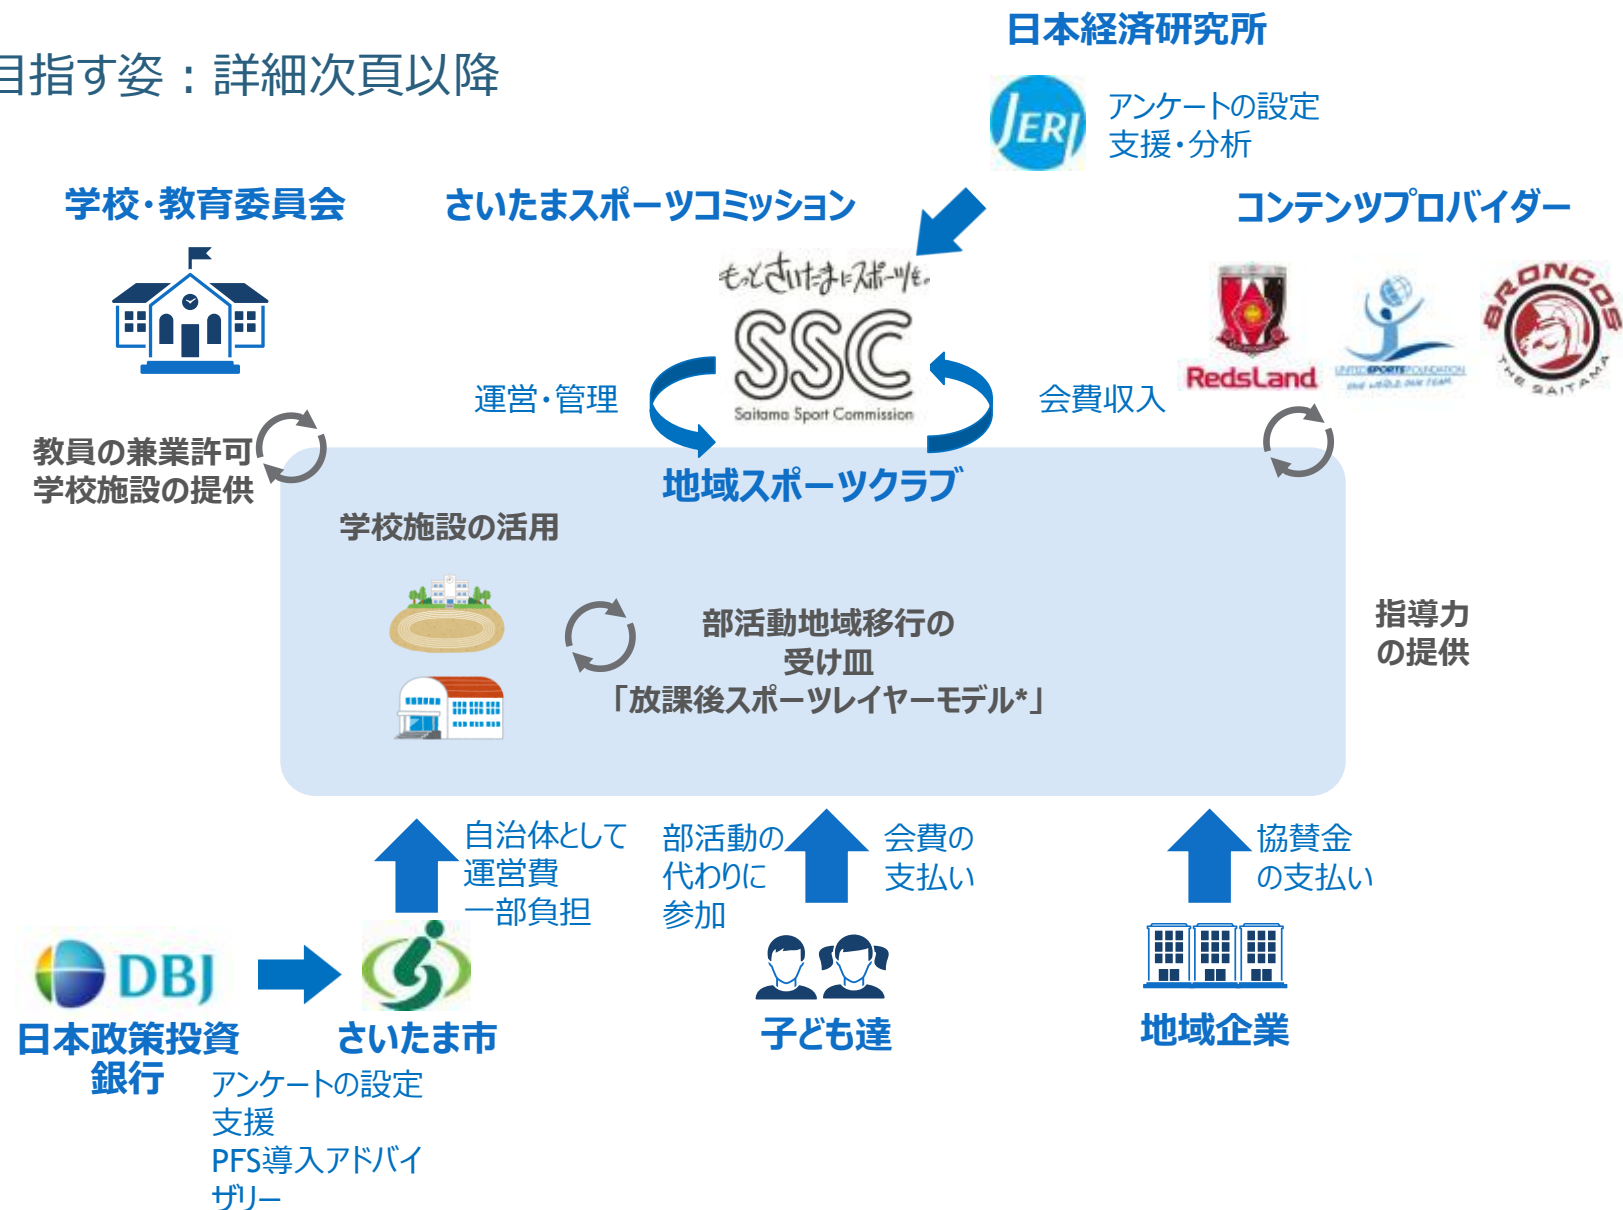 目指す姿：詳細次頁以降
日本経済研究所
JERI
アンケートの設定
支援・分析
学校・教育委員会
さいたまスポーツコミッション
コンテンツプロバイダー
もっとさいたまにスポーツを。
SSC
Saitama Sport Commission
RedsLand
UNITED SPORTS FOUNDATION
ONE WORLD ONE TEAM
BRONCOS
THE SAITAMA
運営・管理
会費収入
教員の兼業許可
学校施設の提供
地域スポーツクラブ
学校施設の活用
部活動地域移行の
受け皿
「放課後スポーツレイヤーモデル*」
指導力
の提供
自治体として
運営費
一部負担
部活動の
代わりに
参加
会費の
支払い
協賛金
の支払い
DBJ
日本政策投資
銀行
さいたま市
子ども達
地域企業
アンケートの設定
支援
PFS導入アドバイ
ザリー